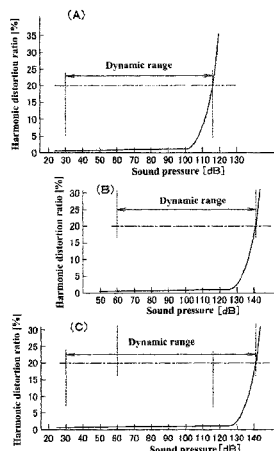 (A)
Harmonic distortion ratio [%]
35
30
25
20
15
10
5
0
Dynamic range
20 30 40 50 60 70 80 90 100 110 120 130
Sound pressure [dB]
(B)
Harmonic distortion ratio [%]
30
25
20
15
10
5
0
Dynamic range
50 60 70 80 90 100 110 120 130 140
Sound pressure [dB]
(C)
Harmonic distortion ratio [%]
30
25
20
15
10
5
0
Dynamic range
20 30 40 50 60 70 80 90 100 110 120 130 140
Sound pressure [dB]